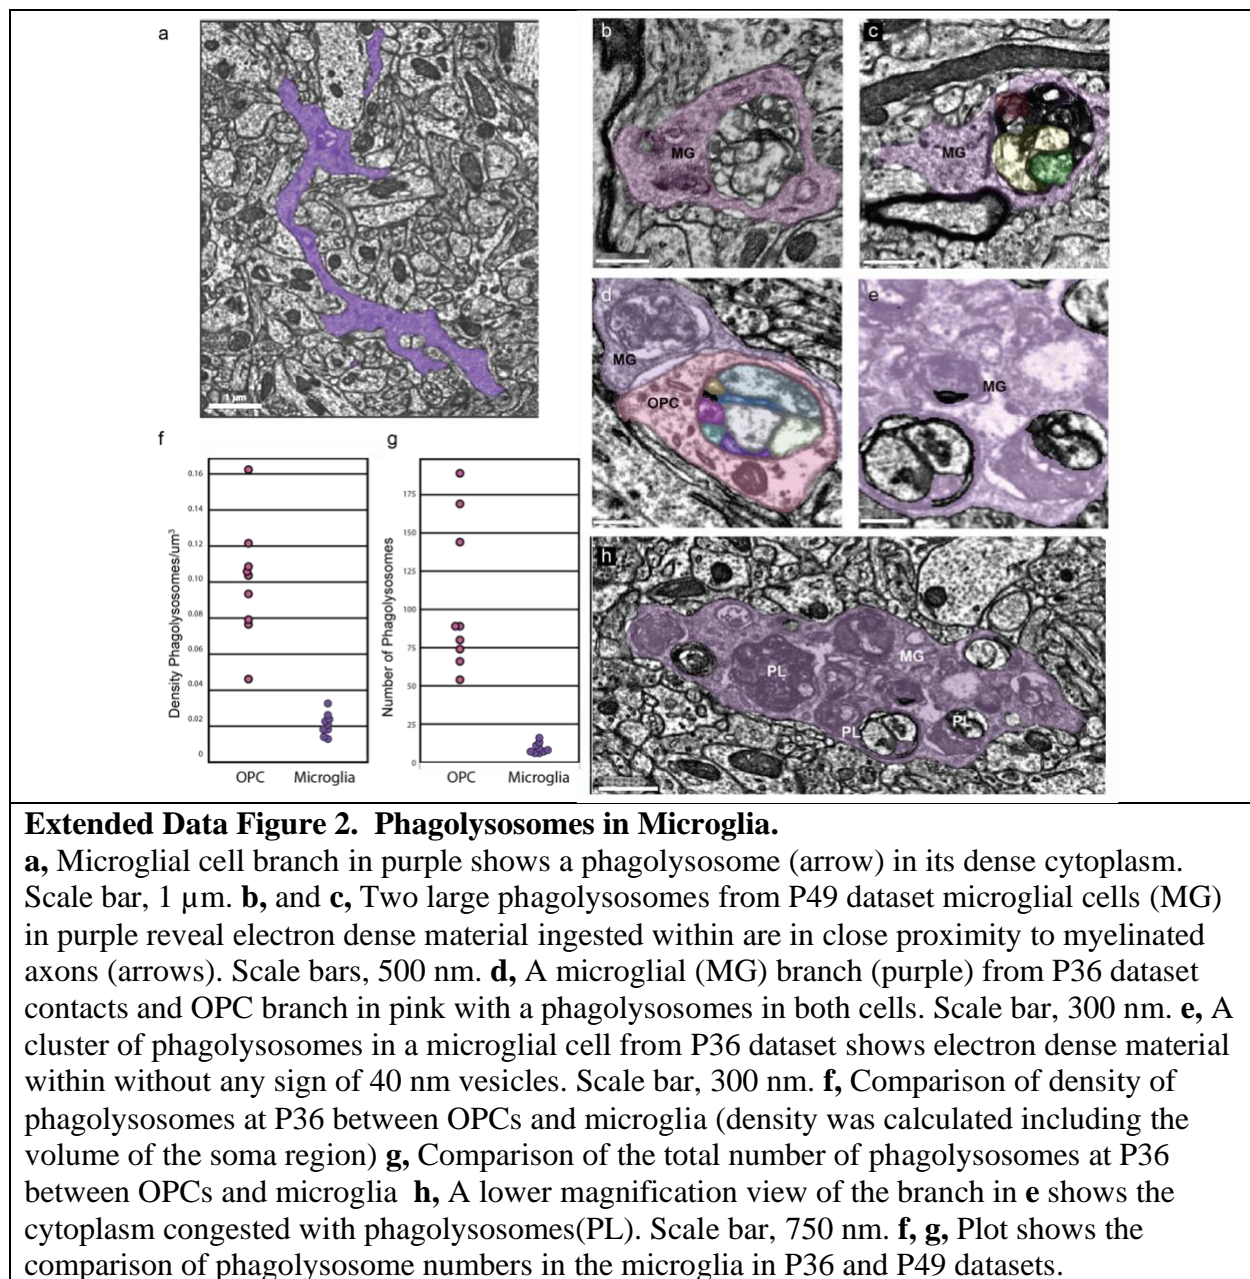 a
1 µm
b
MG
c
MG
d
MG
OPC
e
MG
f
Density Phagolysosomes/um³
0.16
0.14
0.12
0.10
0.08
0.06
0.04
0.02
0
OPC Microglia
g
Number of Phagolysosomes
175
150
125
100
75
50
25
0
OPC Microglia
h
PL
MG
PL
PL
Extended Data Figure 2. Phagolysosomes in Microglia.
a, Microglial cell branch in purple shows a phagolysosome (arrow) in its dense cytoplasm.
Scale bar, 1 µm. b, and c, Two large phagolysosomes from P49 dataset microglial cells (MG)
in purple reveal electron dense material ingested within are in close proximity to myelinated
axons (arrows). Scale bars, 500 nm. d, A microglial (MG) branch (purple) from P36 dataset
contacts and OPC branch in pink with a phagolysosomes in both cells. Scale bar, 300 nm. e, A
cluster of phagolysosomes in a microglial cell from P36 dataset shows electron dense material
within without any sign of 40 nm vesicles. Scale bar, 300 nm. f, Comparison of density of
phagolysosomes at P36 between OPCs and microglia (density was calculated including the
volume of the soma region) g, Comparison of the total number of phagolysosomes at P36
between OPCs and microglia h, A lower magnification view of the branch in e shows the
cytoplasm congested with phagolysosomes(PL). Scale bar, 750 nm. f, g, Plot shows the
comparison of phagolysosome numbers in the microglia in P36 and P49 datasets.